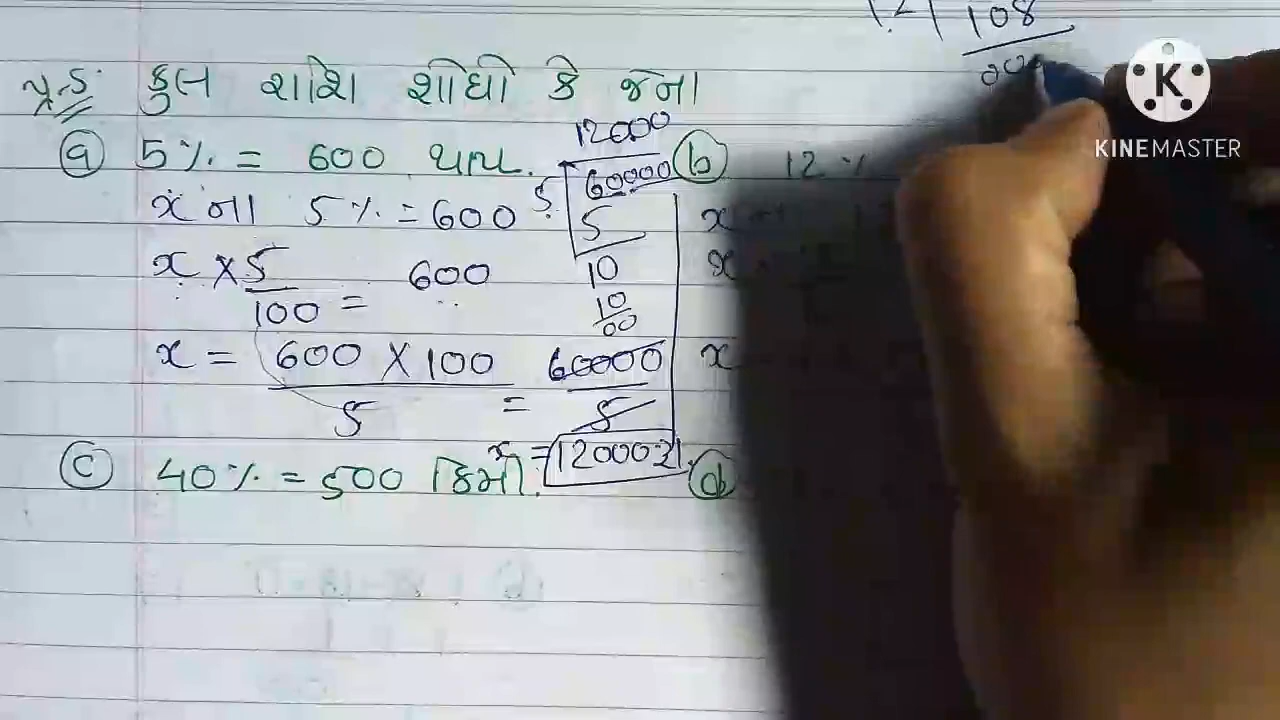 પ્ર.5. કુલ રાશિ શોધો કે જેના
(a) 5% = 600 થાય.
x ના 5% = 600
x × 5/100 = 600
x = 600 × 100 / 5 = 60000 / 5
x = 12000 રૂ.
12000
5 60000
5
10
10
00
(b) 12%
x
x
x
108
(c) 40% = 500 કિમી.
(d)
K
KINEMASTER